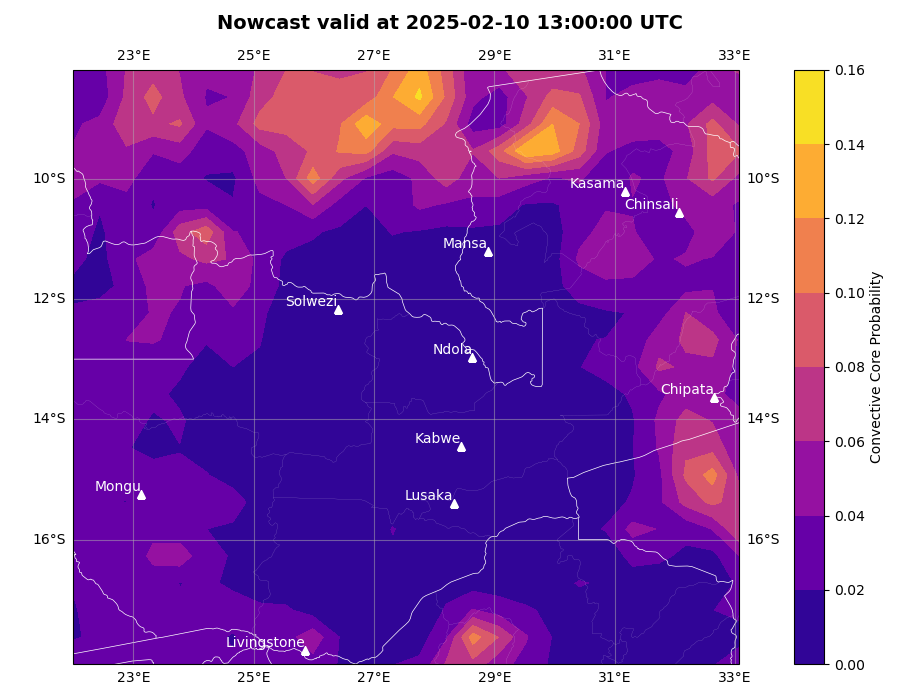 Nowcast valid at 2025-02-10 13:00:00 UTC
23°E 25°E 27°E 29°E 31°E 33°E
0.16
0.14
0.12
0.10
0.08
0.06
0.04
0.02
0.00
Convective Core Probability
10°S 10°S
12°S 12°S
14°S 14°S
16°S 16°S
Kasama
Chinsali
Mansa
Solwezi
Ndola
Chipata
Kabwe
Mongu
Lusaka
Livingstone
23°E 25°E 27°E 29°E 31°E 33°E